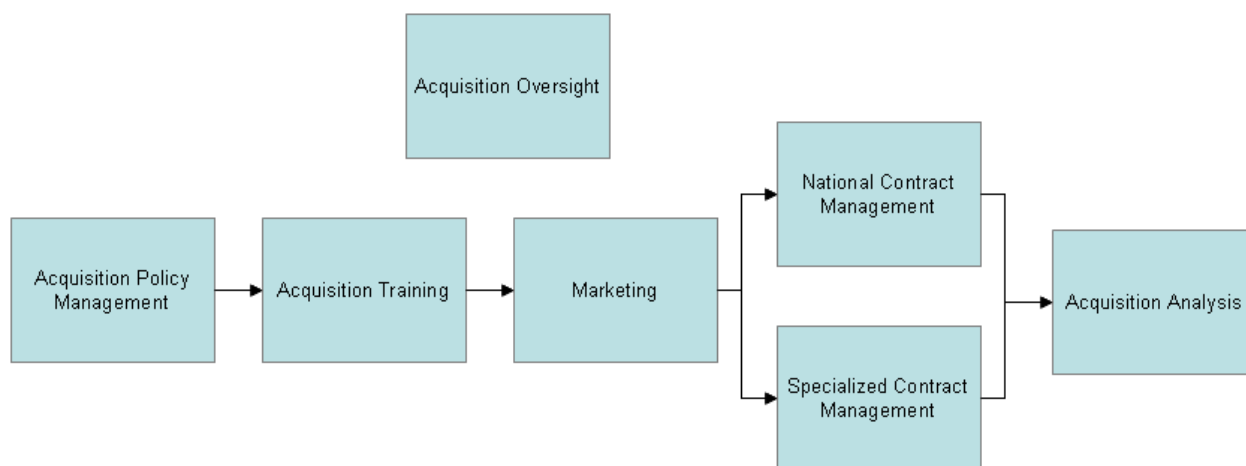 Acquisition Oversight
National Contract
Management
Acquisition Policy
Management
Acquisition Training
Marketing
Acquisition Analysis
Specialized Contract
Management